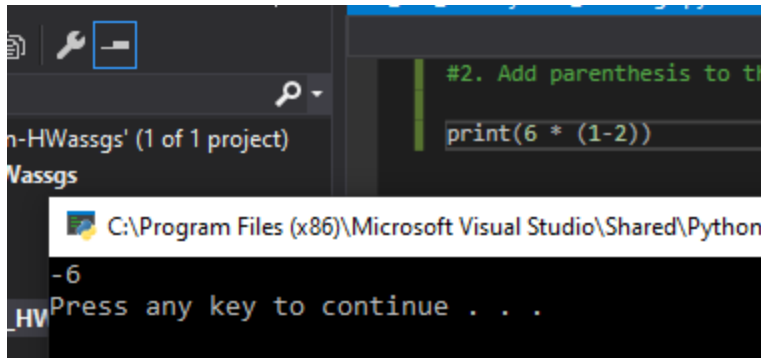 #2. Add parenthesis to th
print(6 * (1-2))
n-HWassgs' (1 of 1 project)
Wassgs
C:\Program Files (x86)\Microsoft Visual Studio\Shared\Python
-6
Press any key to continue . . .
_HW